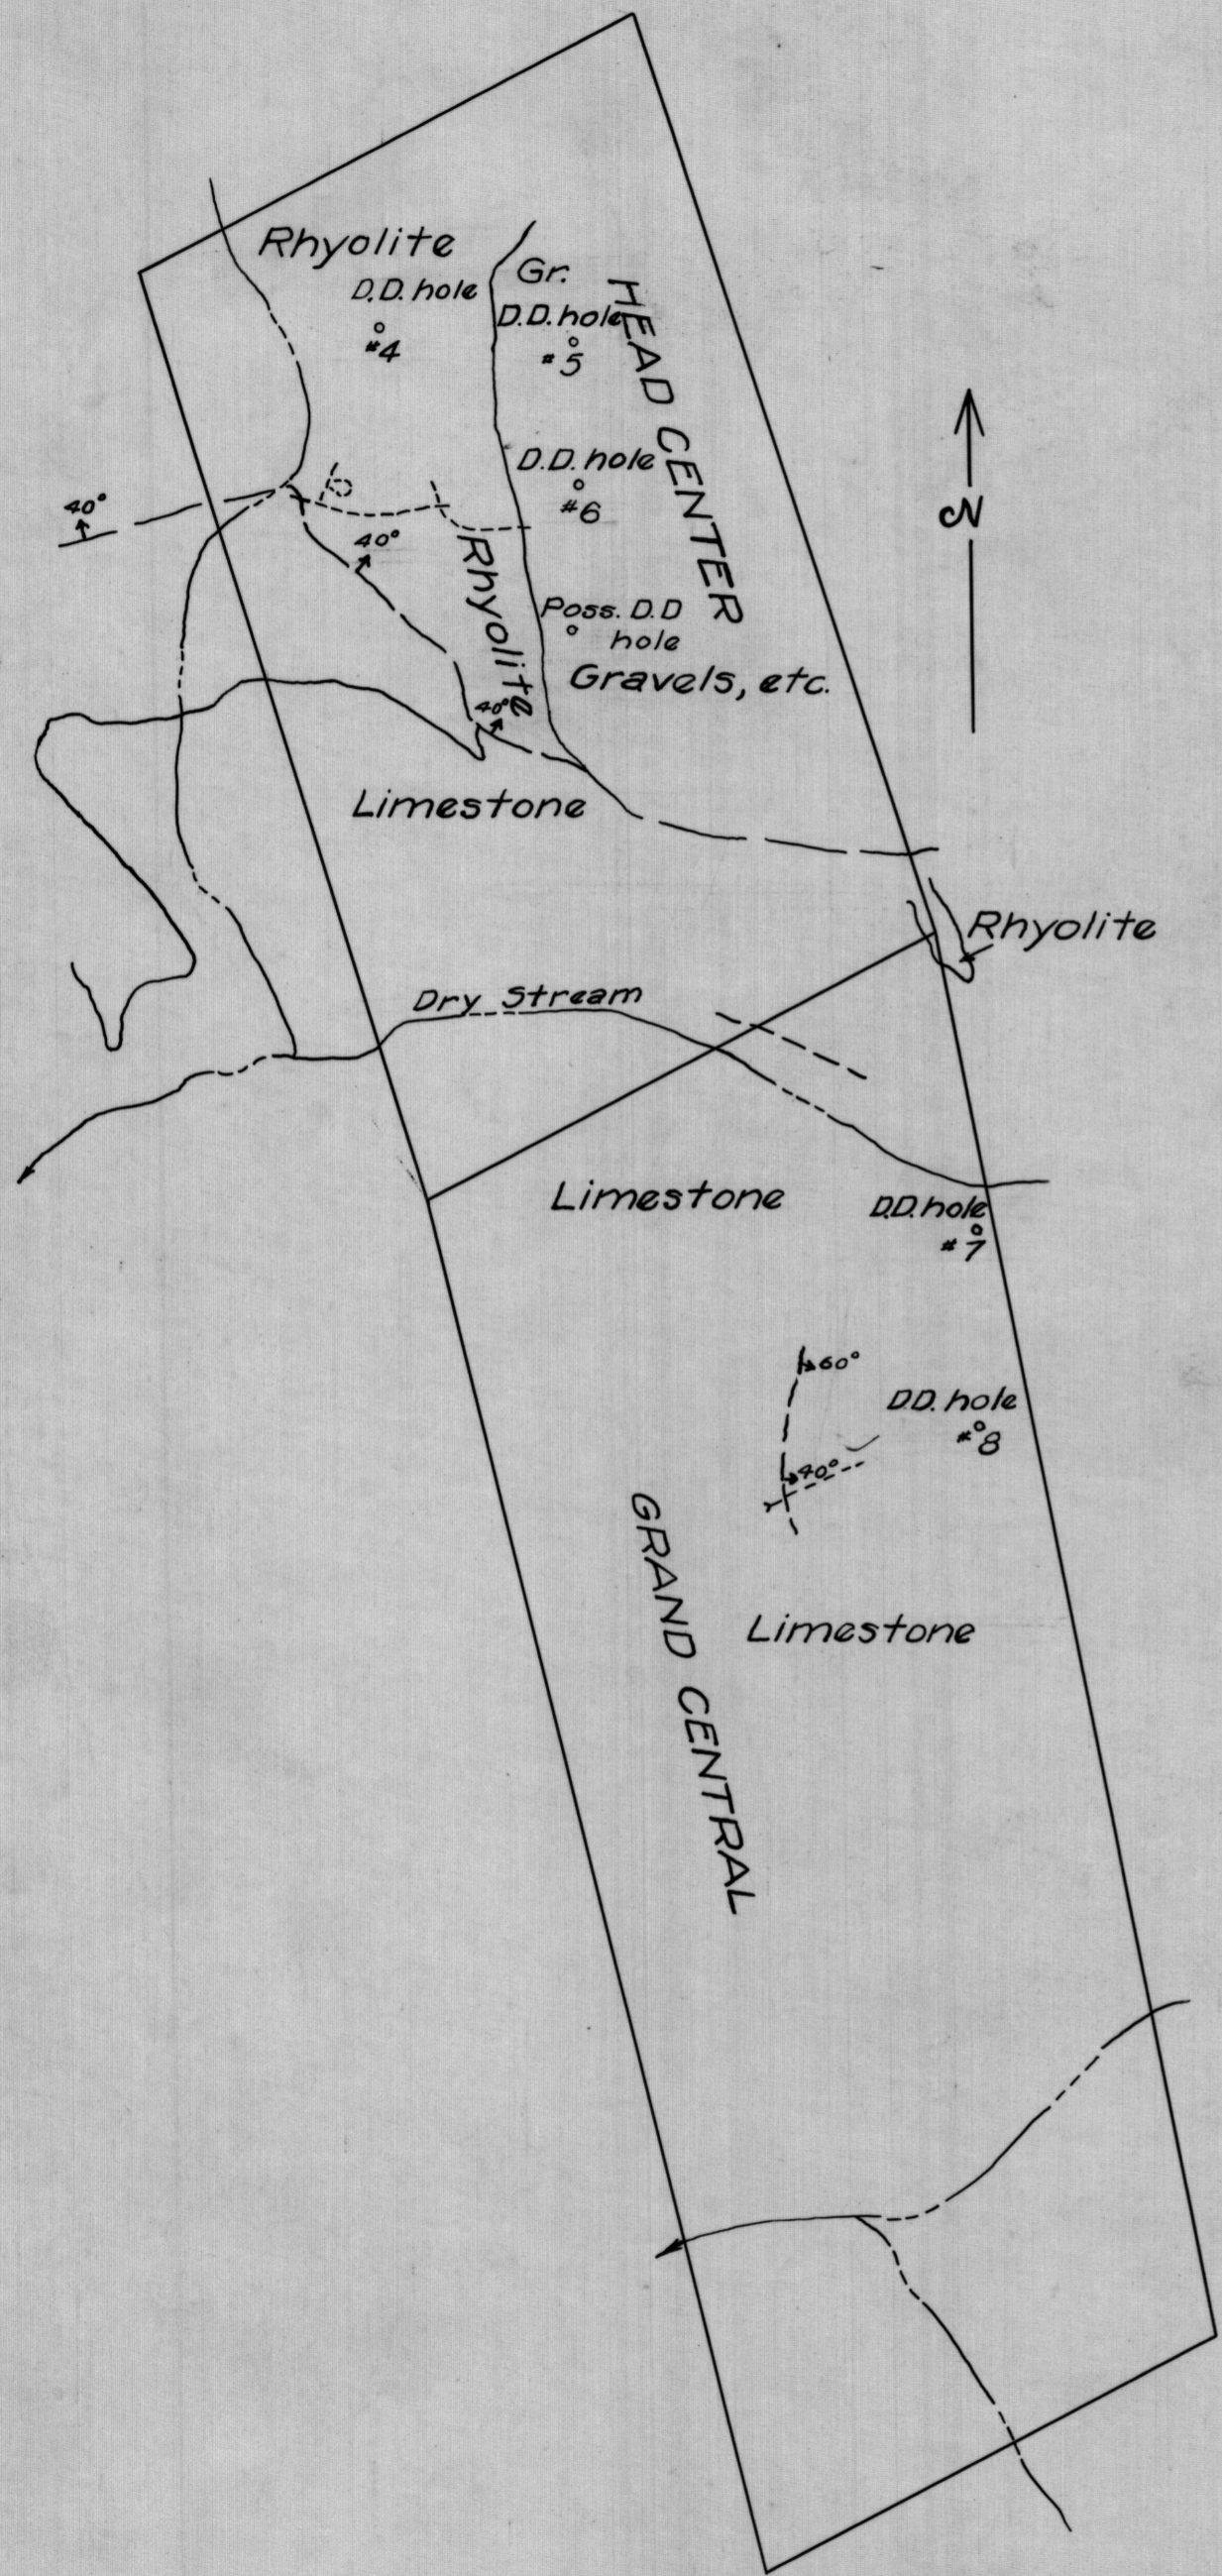 Rhyolite
Gr.
D.D. hole
#4
D.D. hole
#5
HEAD CENTER
D.D. hole
#6
40°
40°
N
Rhyolite
Poss. D.D
hole
Gravels, etc.
40°
Limestone
Rhyolite
Dry Stream
Limestone
D.D. hole
#7
60°
D.D. hole
#8
40°
GRAND CENTRAL
Limestone